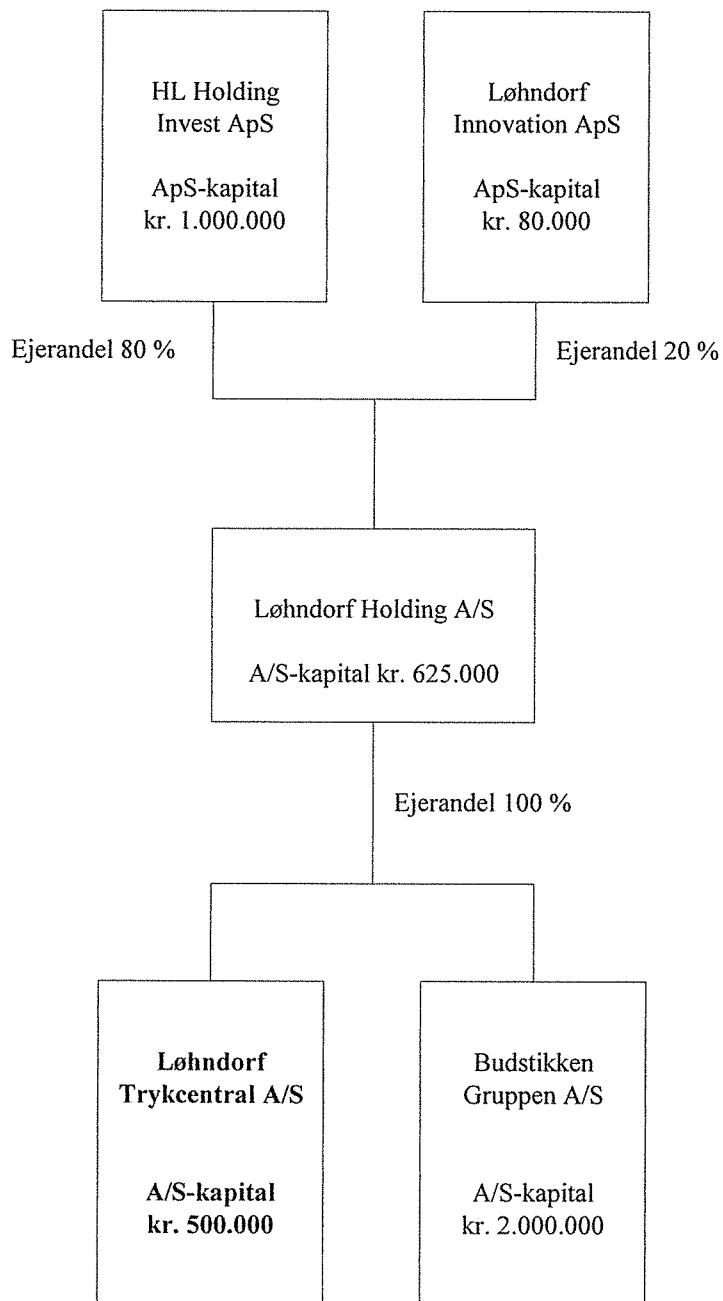 HL Holding
Invest ApS
ApS-kapital
kr. 1.000.000
Løhndorf
Innovation ApS
ApS-kapital
kr. 80.000
Ejerandel 80 %
Ejerandel 20 %
Løhndorf Holding A/S
A/S-kapital kr. 625.000
Ejerandel 100 %
Løhndorf
Trykcentral A/S
A/S-kapital
kr. 500.000
Budstikken
Gruppen A/S
A/S-kapital
kr. 2.000.000